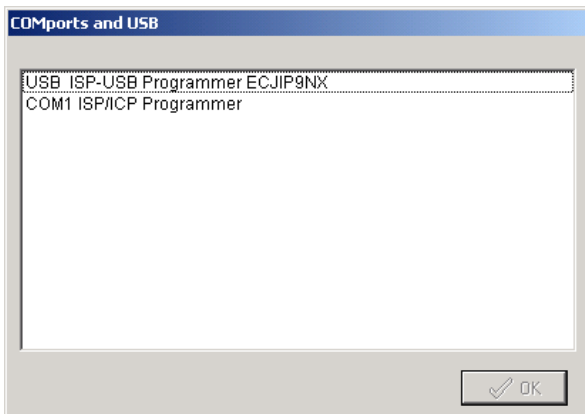 COMports and USB
USB ISP-USB Programmer ECJIP9NX
COM1 ISP/ICP Programmer
OK